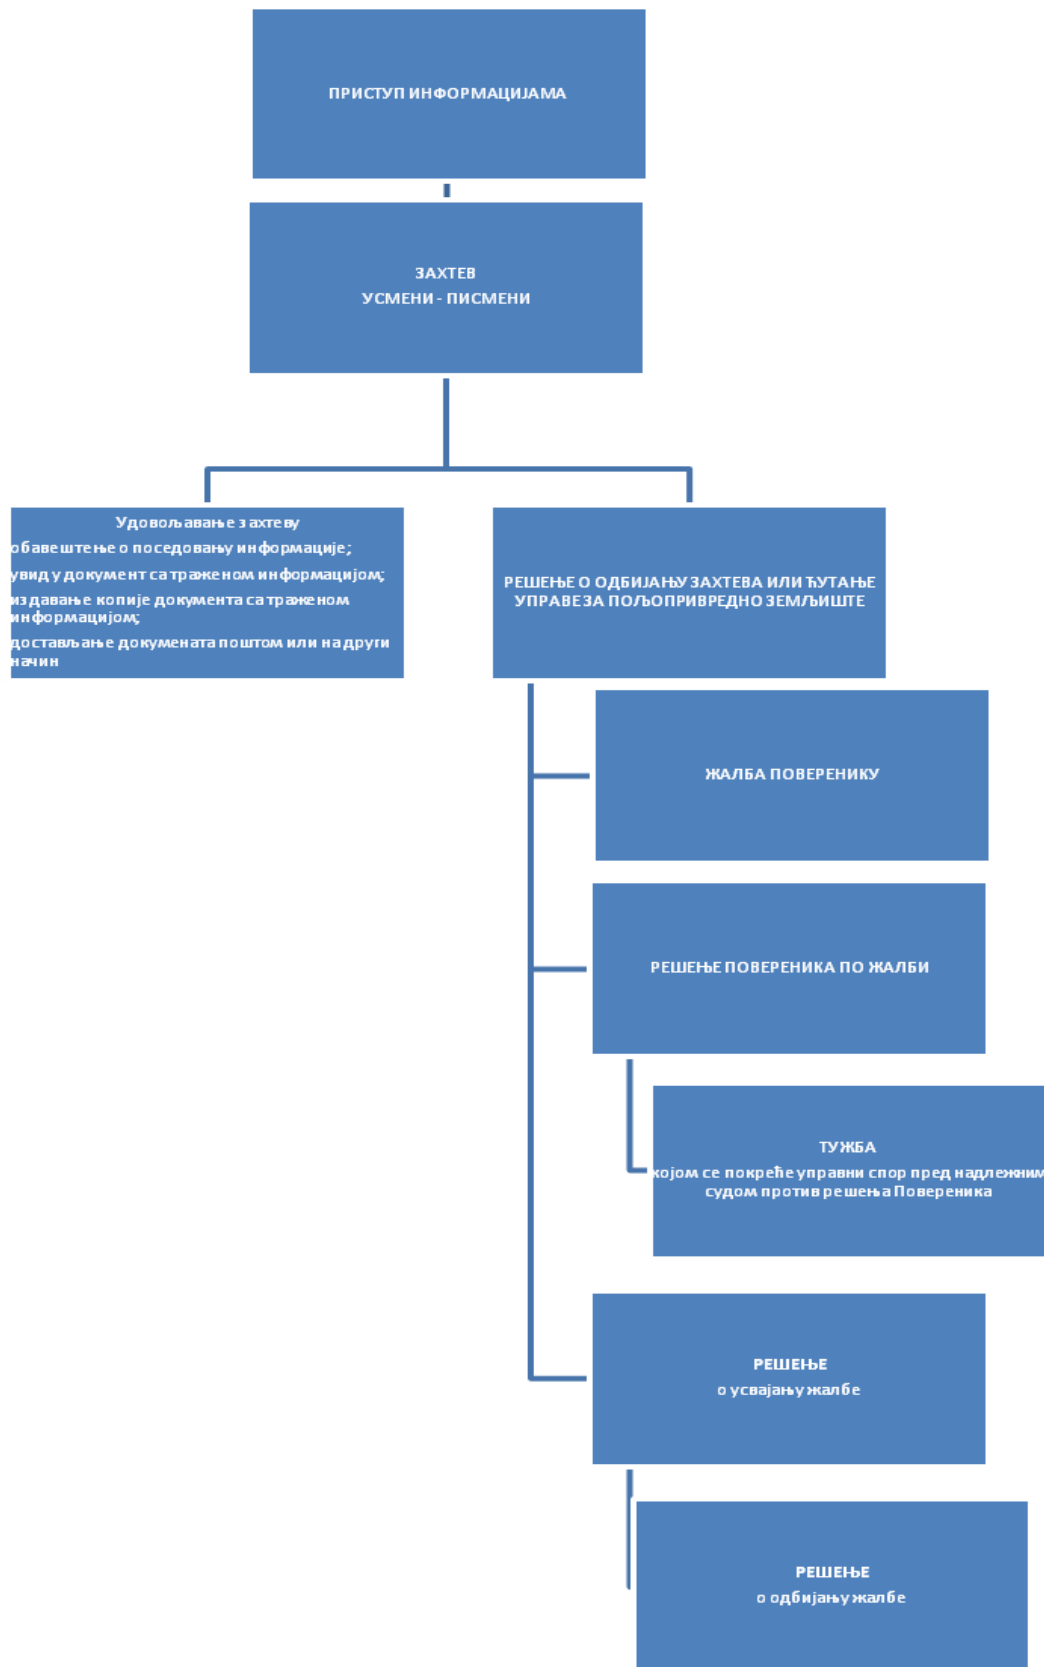 ПРИСТУП ИНФОРМАЦИЈАМА
ЗАХТЕВ
УСМЕНИ - ПИСМЕНИ
Удовољавање захтеву
обавештење о поседовању информације;
увид у документ са траженом информацијом;
издавање копије документа са траженом
информацијом;
достављање докумената поштом или на други
начин
РЕШЕЊЕ О ОДБИЈАЊУ ЗАХТЕВА ИЛИ ЋУТАЊЕ
УПРАВЕ ЗА ПОЉОПРИВРЕДНО ЗЕМЉИШТЕ
ЖАЛБА ПОВЕРЕНИКУ
РЕШЕЊЕ ПОВЕРЕНИКА ПО ЖАЛБИ
ТУЖБА
којом се покреће управни спор пред надлежним
судом против решења Повереника
РЕШЕЊЕ
о усвајању жалбе
РЕШЕЊЕ
о одбијању жалбе